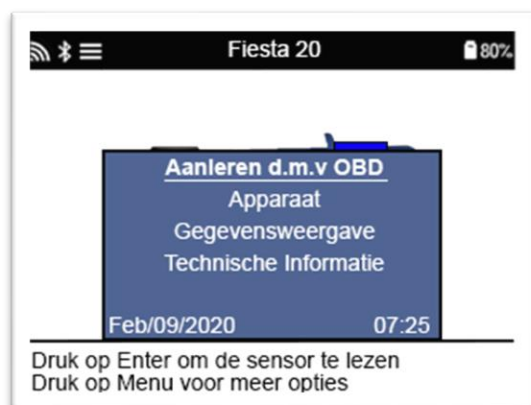 Fiesta 20
80%
Aanleren d.m.v OBD
Apparaat
Gegevensweergave
Technische Informatie
Feb/09/2020 07:25
Druk op Enter om de sensor te lezen
Druk op Menu voor meer opties